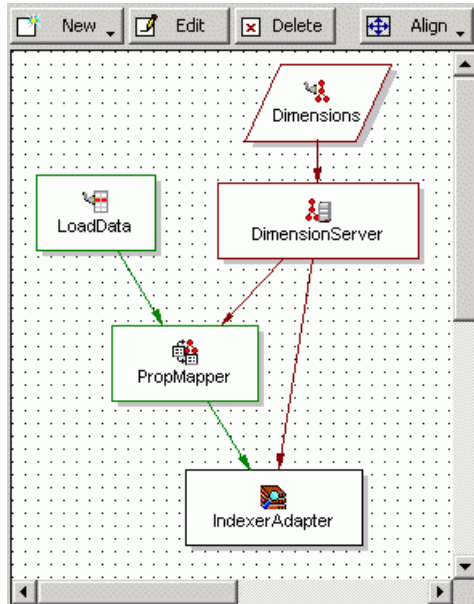 New Edit Delete Align
Dimensions
LoadData
DimensionServer
PropMapper
IndexerAdapter